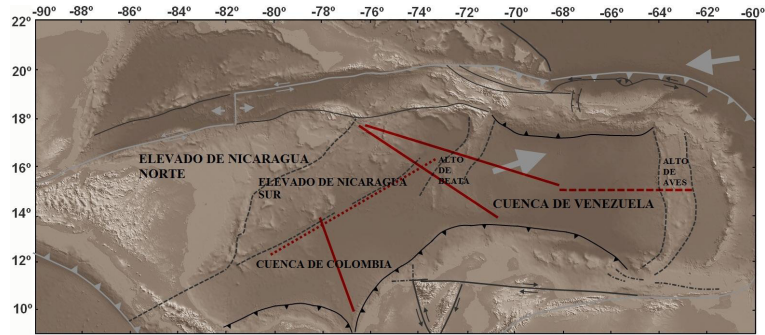 -90° -88° -86° -84° -82° -80° -78° -76° -74° -72° -70° -68° -66° -64° -62° -60°
22°
20°
18°
16°
14°
12°
10°
ELEVADO DE NICARAGUA
NORTE
ELEVADO DE NICARAGUA
SUR
ALTO
DE
BEATA
ALTO
DE
AVES
CUENCA DE VENEZUELA
CUENCA DE COLOMBIA